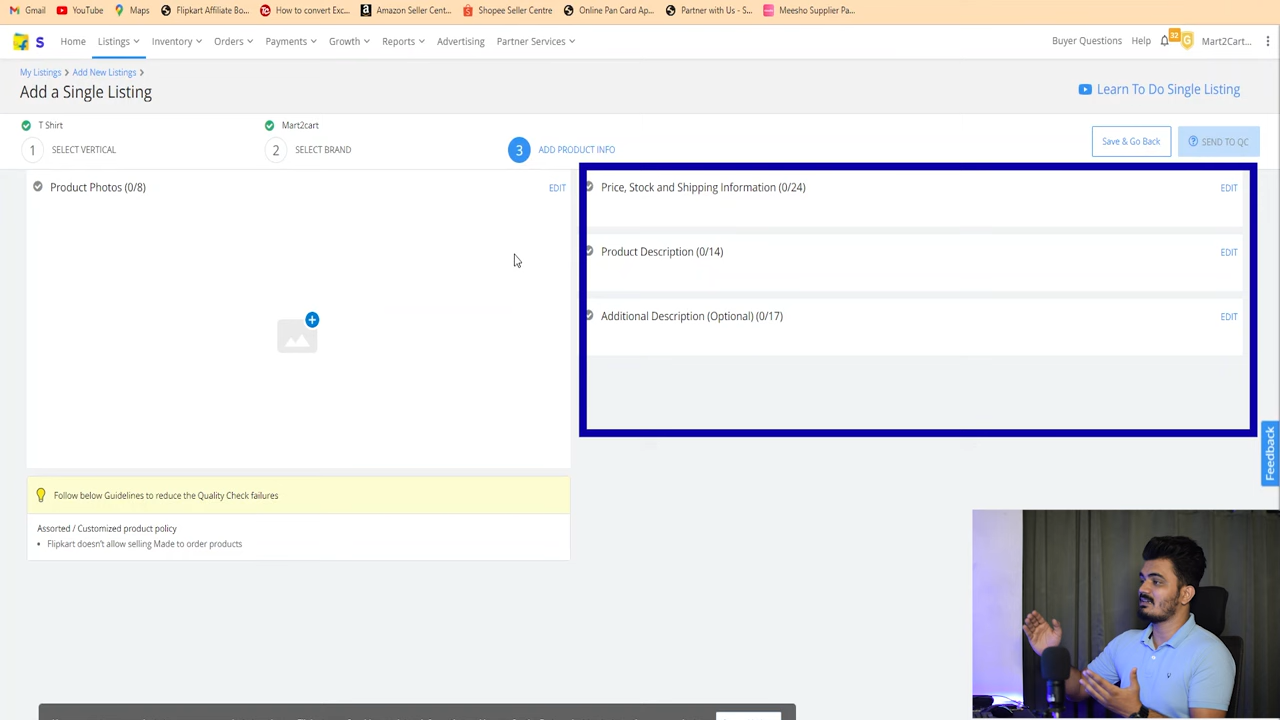 Gmail YouTube Maps Flipkart Affiliate Bo... How to convert Exc... Amazon Seller Cent... Shopee Seller Centre Online Pan Card Ap... Partner with Us - S... Meesho Supplier Pa...
Home Listings Inventory Orders Payments Growth Reports Advertising Partner Services Buyer Questions Help 32 G Mart2Cart...
My Listings Add New Listings
Add a Single Listing
Learn To Do Single Listing
T Shirt Mart2cart
1 SELECT VERTICAL 2 SELECT BRAND 3 ADD PRODUCT INFO Save & Go Back SEND TO QC
Product Photos (0/8) EDIT
Price, Stock and Shipping Information (0/24) EDIT
Product Description (0/14) EDIT
Additional Description (Optional) (0/17) EDIT
Feedback
Follow below Guidelines to reduce the Quality Check failures
Assorted / Customized product policy
• Flipkart doesn't allow selling Made to order products